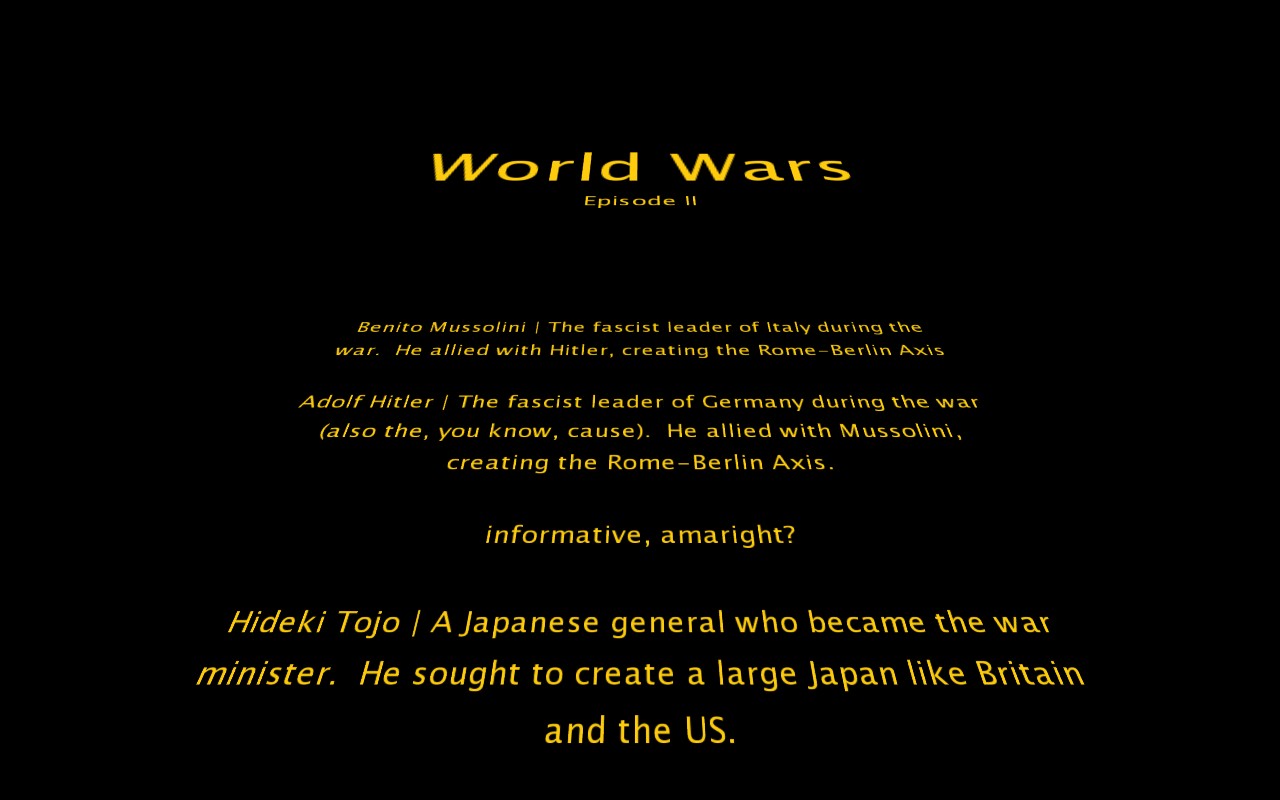 World Wars
Episode II
Benito Mussolini | The fascist leader of Italy during the
war.  He allied with Hitler, creating the Rome-Berlin Axis
Adolf Hitler | The fascist leader of Germany during the war
(also the, you know, cause).  He allied with Mussolini,
creating the Rome-Berlin Axis.
informative, amaright?
Hideki Tojo | A Japanese general who became the war
minister.  He sought to create a large Japan like Britain
and the US.